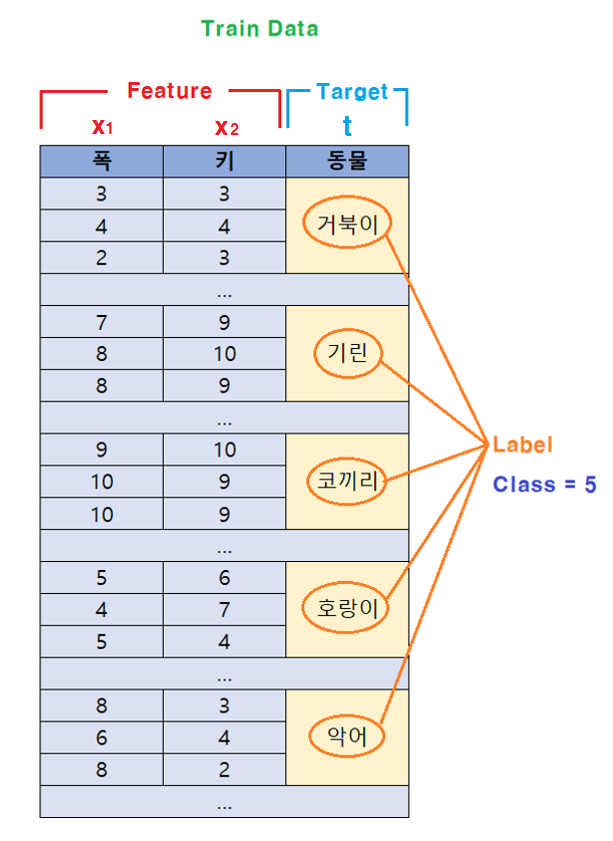 Train Data
Feature Target
x1 x2 t
폭 키 동물
3 3
4 4 거북이
2 3
...
7 9
8 10 기린
8 9
...
9 10
Label
10 9 코끼리
Class = 5
10 9
...
5 6
4 7 호랑이
5 4
...
8 3
6 4 악어
8 2
...